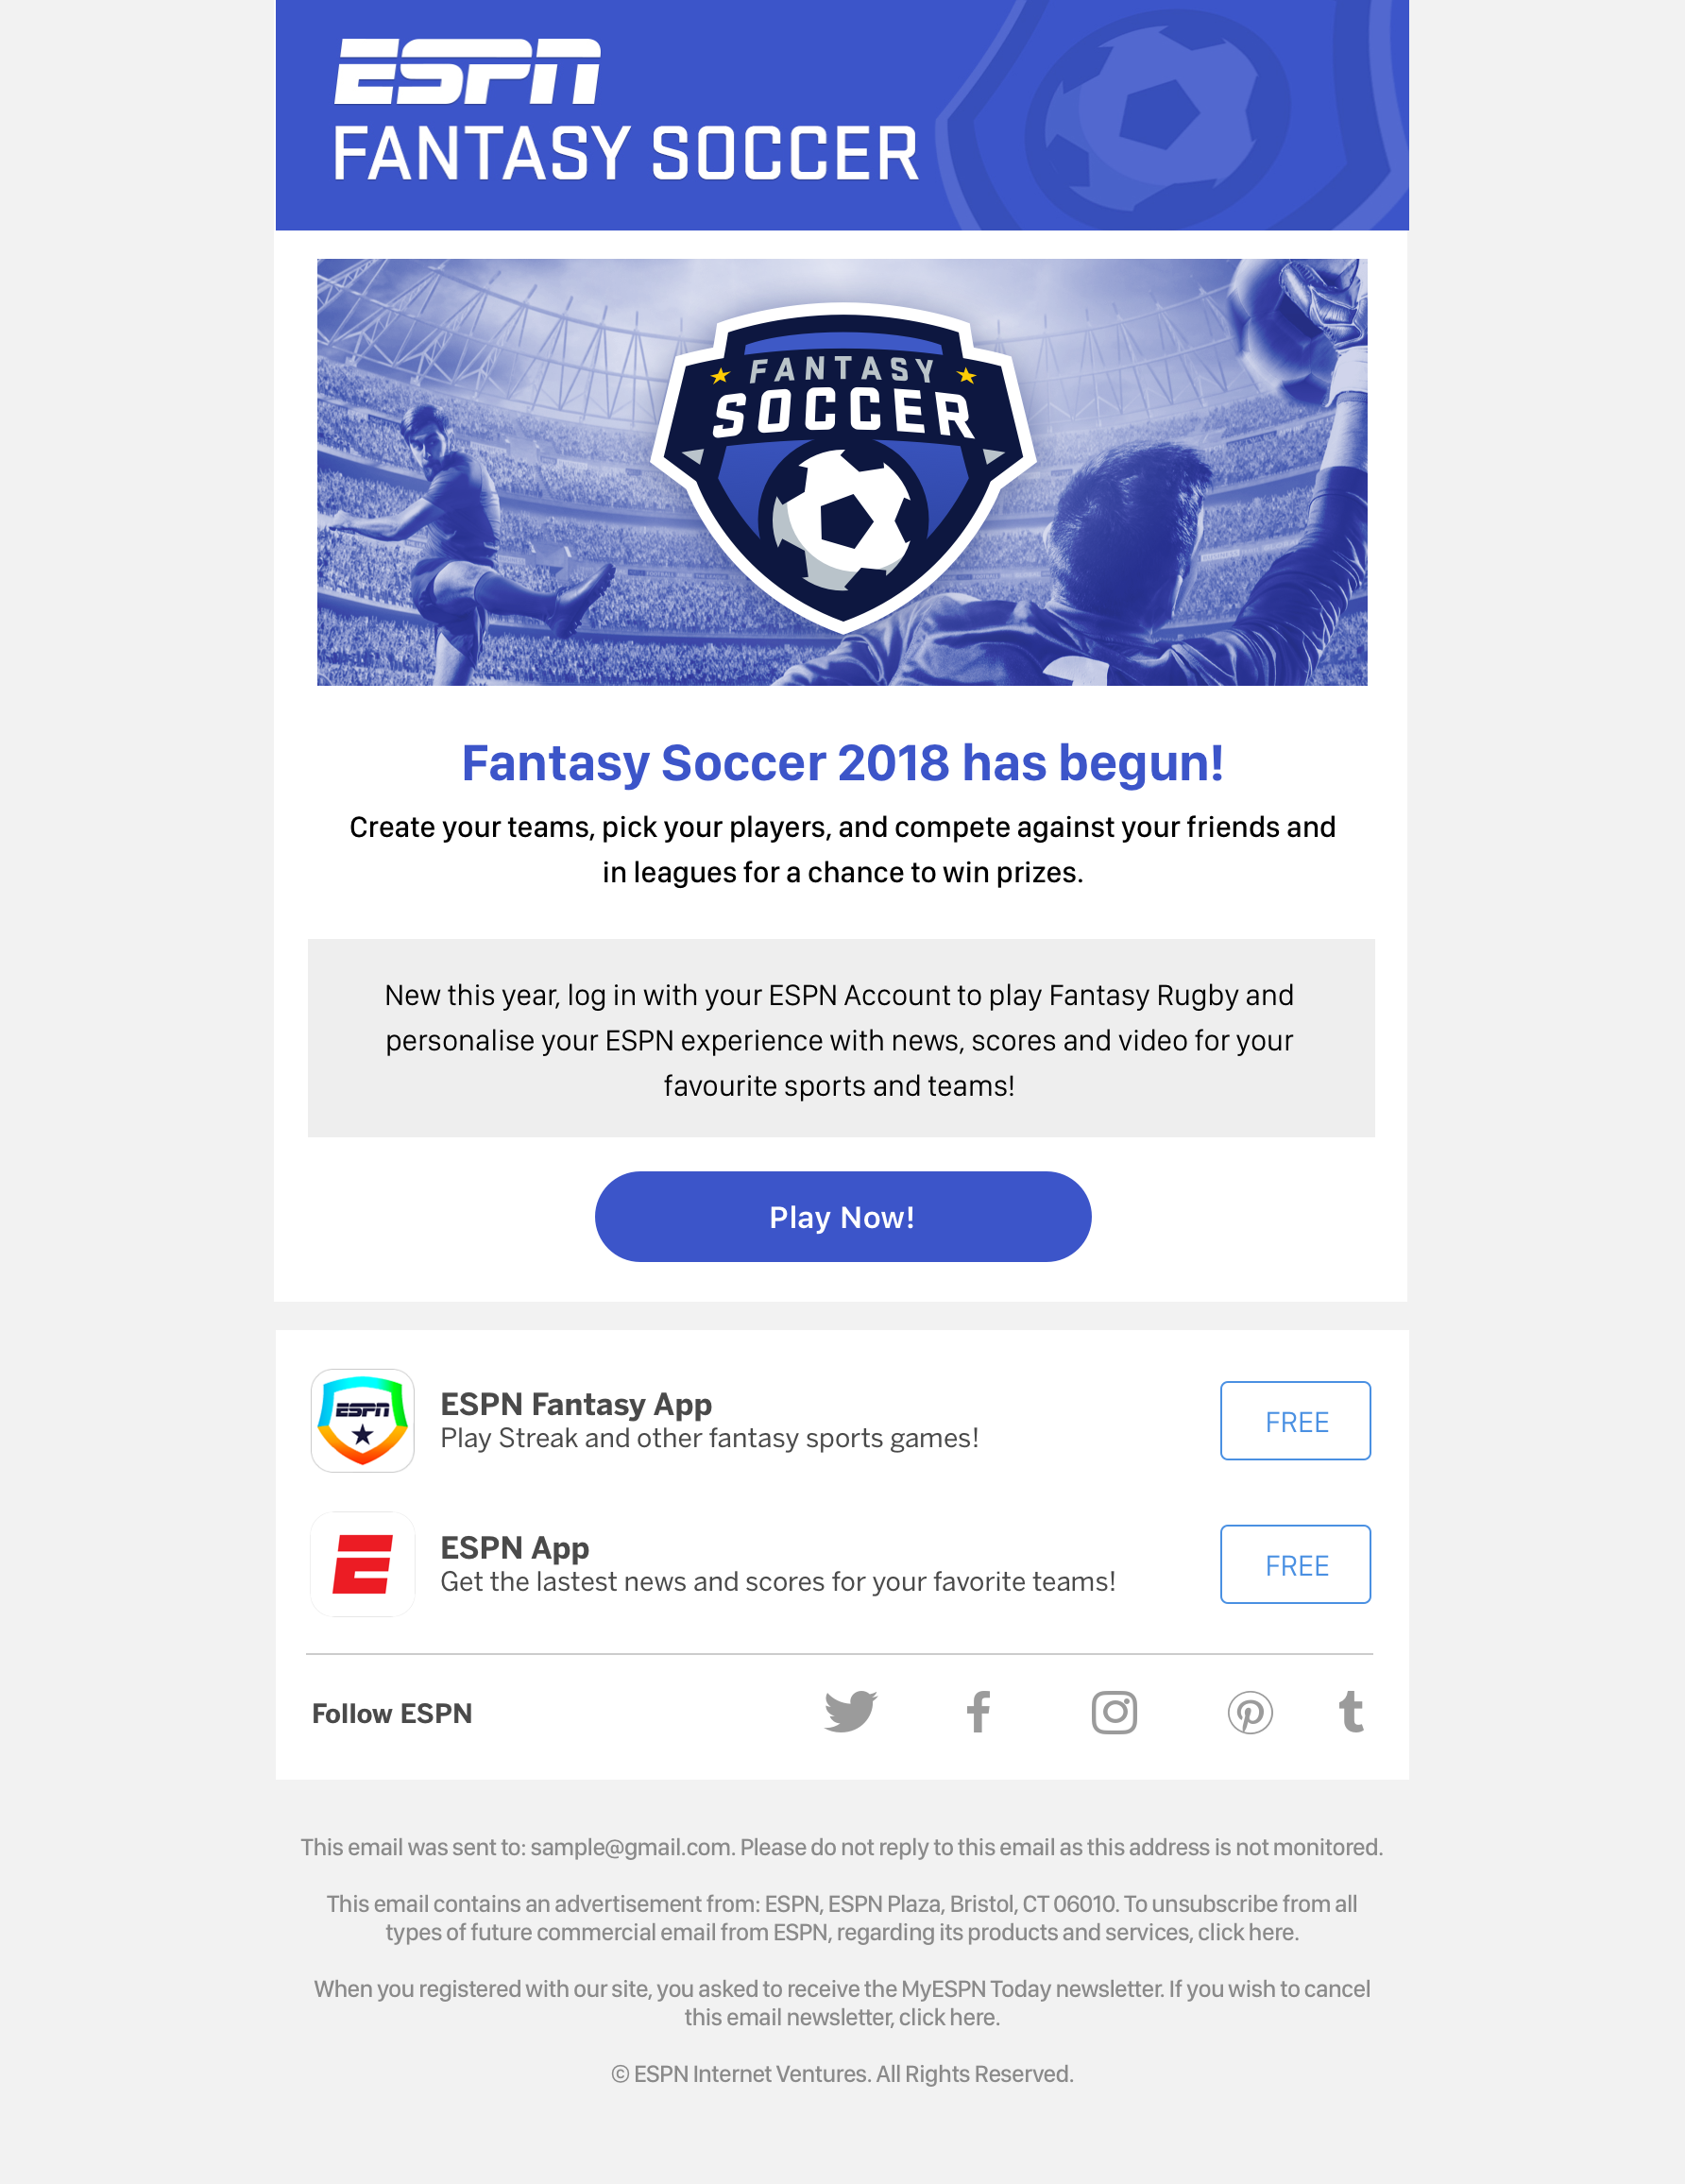 ESPN
FANTASY SOCCER
FANTASY
SOCCER
Fantasy Soccer 2018 has begun!
Create your teams, pick your players, and compete against your friends and
in leagues for a chance to win prizes.
New this year, log in with your ESPN Account to play Fantasy Rugby and
personalise your ESPN experience with news, scores and video for your
favourite sports and teams!
Play Now!
ESPN
ESPN Fantasy App
Play Streak and other fantasy sports games!
FREE
E
ESPN App
Get the lastest news and scores for your favorite teams!
FREE
Follow ESPN
This email was sent to: sample@gmail.com. Please do not reply to this email as this address is not monitored.
This email contains an advertisement from: ESPN, ESPN Plaza, Bristol, CT 06010. To unsubscribe from all
types of future commercial email from ESPN, regarding its products and services, click here.
When you registered with our site, you asked to receive the MyESPN Today newsletter. If you wish to cancel
this email newsletter, click here.
© ESPN Internet Ventures. All Rights Reserved.